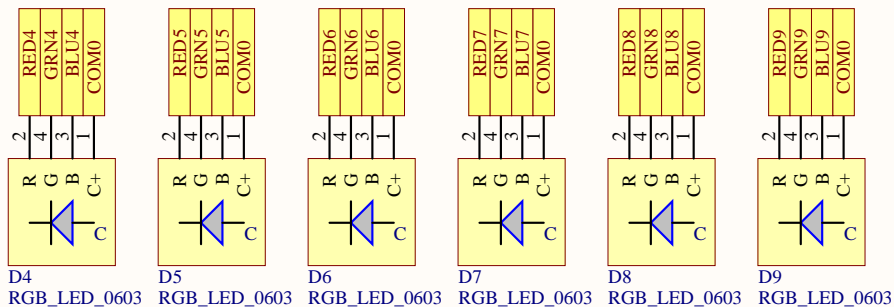 RED4 GRN4 BLU4 COM0 RED5 GRN5 BLU5 COM0 RED6 GRN6 BLU6 COM0 RED7 GRN7 BLU7 COM0 RED8 GRN8 BLU8 COM0 RED9 GRN9 BLU9 COM0
2 4 3 1 2 4 3 1 2 4 3 1 2 4 3 1 2 4 3 1 2 4 3 1
R G B C+ R G B C+ R G B C+ R G B C+ R G B C+ R G B C+
C C C C C C
D4 D5 D6 D7 D8 D9
RGB_LED_0603 RGB_LED_0603 RGB_LED_0603 RGB_LED_0603 RGB_LED_0603 RGB_LED_0603